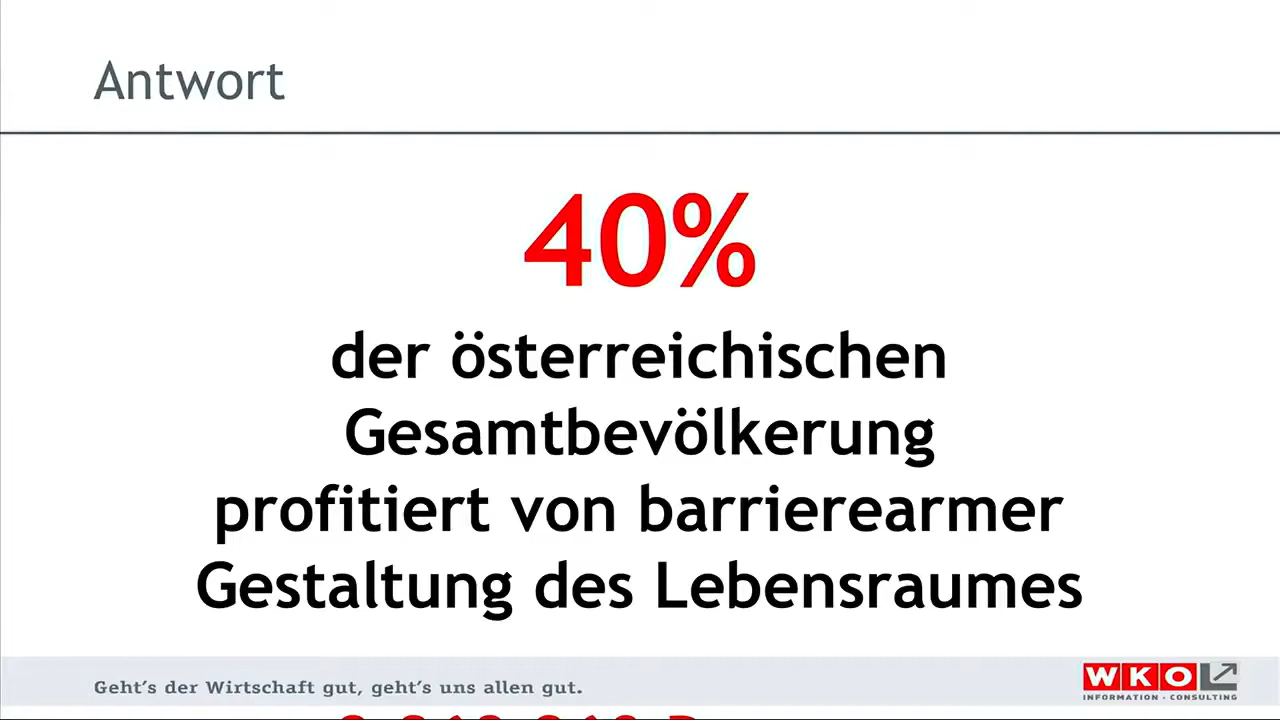 Antwort
40%
der österreichischen
Gesamtbevölkerung
profitiert von barrierearmer
Gestaltung des Lebensraumes
Geht's der Wirtschaft gut, geht's uns allen gut.
WKO
INFORMATION - CONSULTING